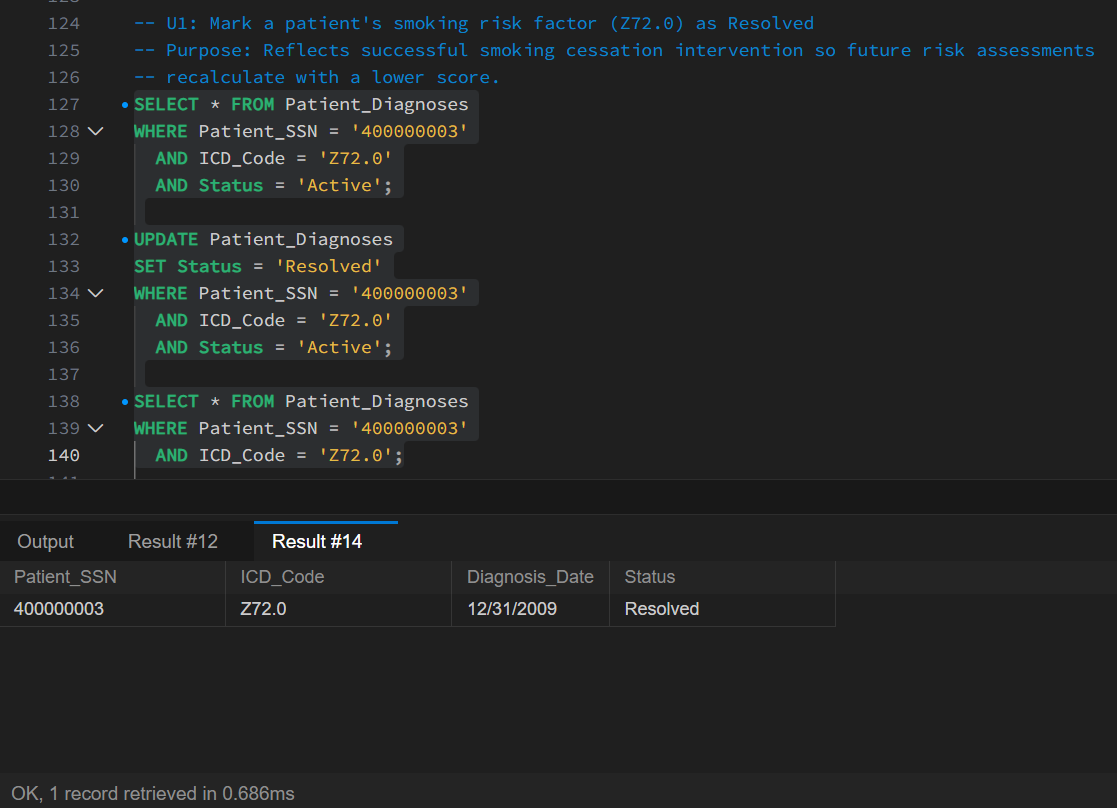 124 -- U1: Mark a patient's smoking risk factor (Z72.0) as Resolved
125 -- Purpose: Reflects successful smoking cessation intervention so future risk assessments
126 -- recalculate with a lower score.
127 SELECT * FROM Patient_Diagnoses
128 WHERE Patient_SSN = '400000003'
129 AND ICD_Code = 'Z72.0'
130 AND Status = 'Active';
131
132 UPDATE Patient_Diagnoses
133 SET Status = 'Resolved'
134 WHERE Patient_SSN = '400000003'
135 AND ICD_Code = 'Z72.0'
136 AND Status = 'Active';
137
138 SELECT * FROM Patient_Diagnoses
139 WHERE Patient_SSN = '400000003'
140 AND ICD_Code = 'Z72.0';
Output Result #12 Result #14
Patient_SSN ICD_Code Diagnosis_Date Status
400000003 Z72.0 12/31/2009 Resolved
OK, 1 record retrieved in 0.686ms